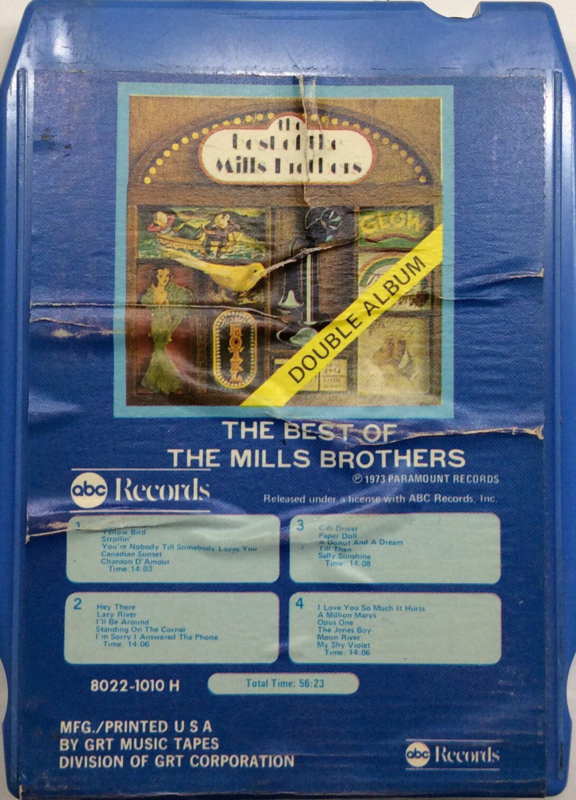 The
Best of the
Mills Brothers
GLOW
HOTEL
DOUBLE ALBUM
THE BEST OF
THE MILLS BROTHERS
℗ 1973 PARAMOUNT RECORDS
abc Records
Released under a license with ABC Records, Inc.
1
Yellow Bird
Strollin'
You're Nobody Till Somebody Loves You
Canadian Sunset
Chanson D'Amour
Time: 14:03
2
Hey There
Lazy River
I'll Be Around
Standing On The Corner
I'm Sorry I Answered The Phone
Time: 14:06
3
Cab Driver
Paper Doll
A Donut And A Dream
Till Then
Sally Sunshine
Time: 14:08
4
I Love You So Much It Hurts
A Million Marys
Opus One
The Jones Boy
Moon River
My Shy Violet
Time: 14:06
8022-1010 H
Total Time: 56:23
MFG./PRINTED U S A
BY GRT MUSIC TAPES
DIVISION OF GRT CORPORATION
abc Records